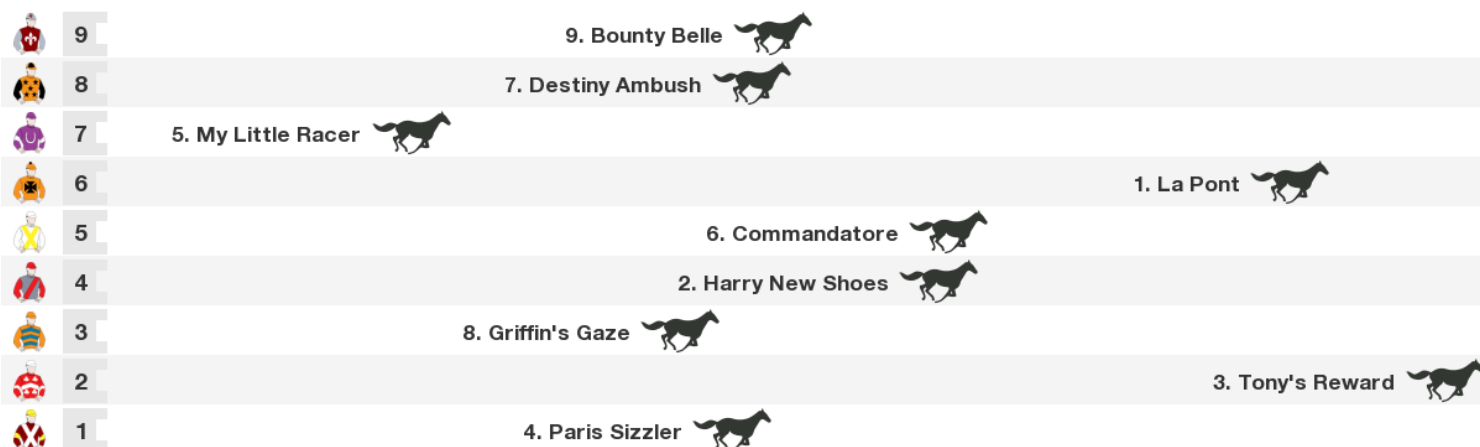 9 9. Bounty Belle
8 7. Destiny Ambush
7 5. My Little Racer
6 1. La Pont
5 6. Commandatore
4 2. Harry New Shoes
3 8. Griffin's Gaze
2 3. Tony's Reward
1 4. Paris Sizzler